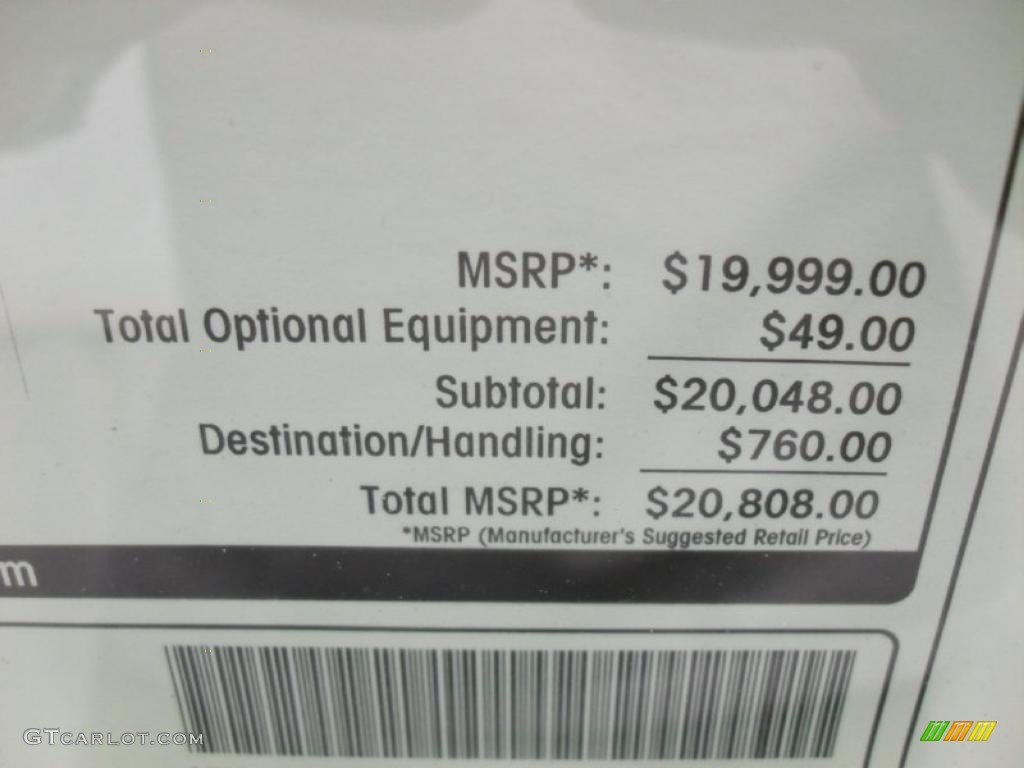 MSRP*: $19,999.00
Total Optional Equipment: $49.00
Subtotal: $20,048.00
Destination/Handling: $760.00
Total MSRP*: $20,808.00
*MSRP (Manufacturer's Suggested Retail Price)
m
GTCARLOT.COM